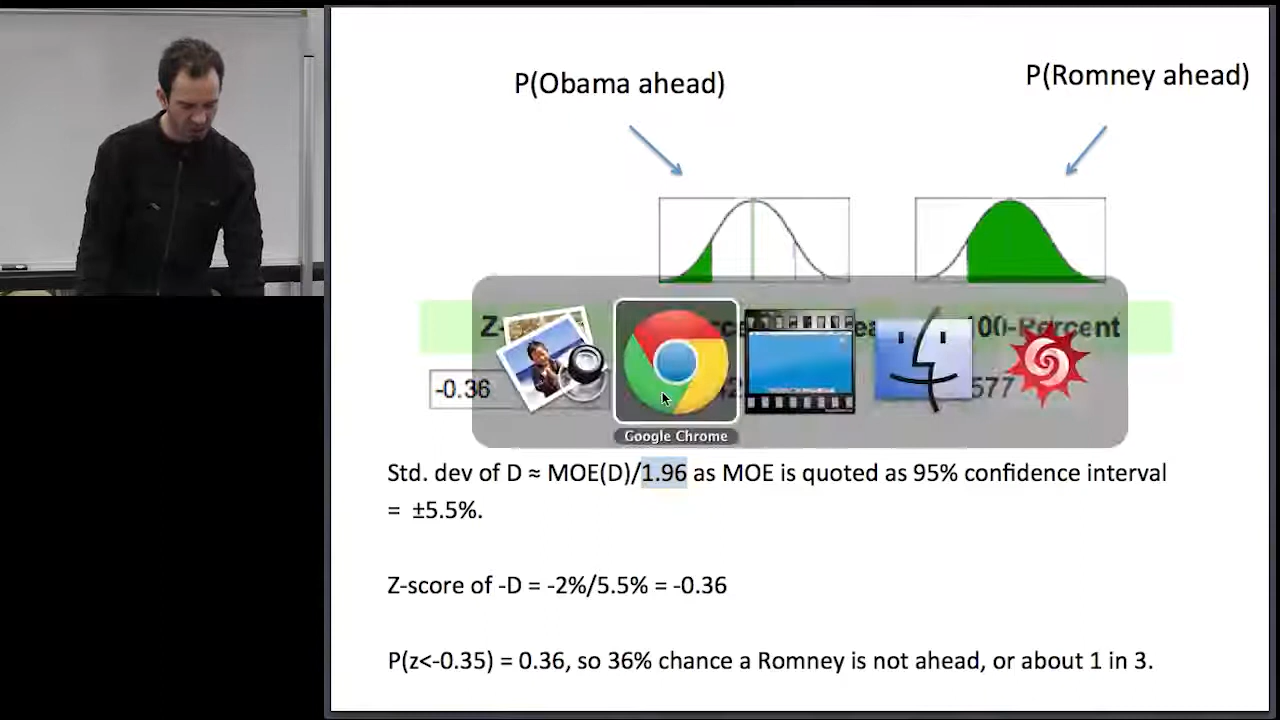 P(Obama ahead)
P(Romney ahead)
100-Percent
-0.36
577
Google Chrome
Std. dev of D ≈ MOE(D)/1.96 as MOE is quoted as 95% confidence interval
= ±5.5%.
Z-score of -D = -2%/5.5% = -0.36
P(z<-0.35) = 0.36, so 36% chance a Romney is not ahead, or about 1 in 3.